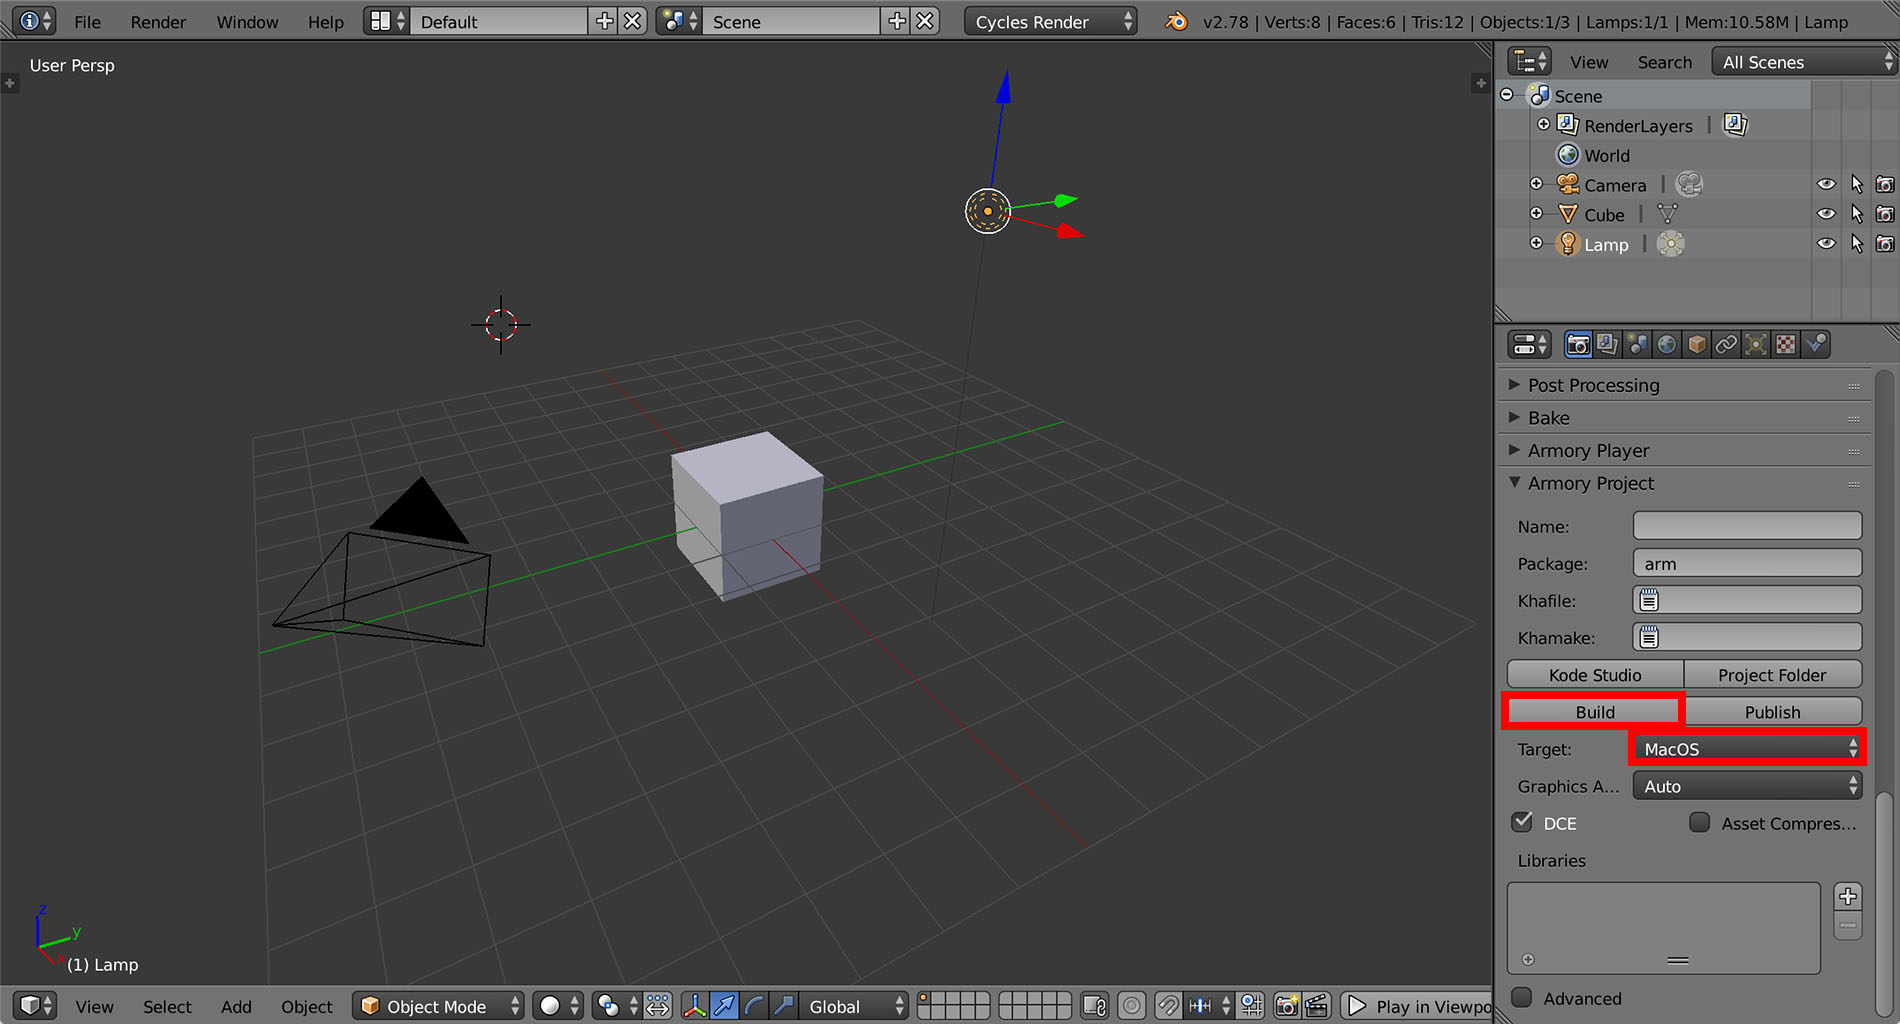 File Render Window Help Default Scene Cycles Render v2.78 | Verts:8 | Faces:6 | Tris:12 | Objects:1/3 | Lamps:1/1 | Mem:10.58M | Lamp
User Persp
View Search All Scenes
Scene
RenderLayers
World
Camera
Cube
Lamp
Post Processing
Bake
Armory Player
Armory Project
Name:
Package: arm
Khafile:
Khamake:
Kode Studio Project Folder
Build Publish
Target: MacOS
Graphics A... Auto
DCE Asset Compres...
Libraries
Advanced
z
y
x
(1) Lamp
View Select Add Object Object Mode Global Play in Viewpo